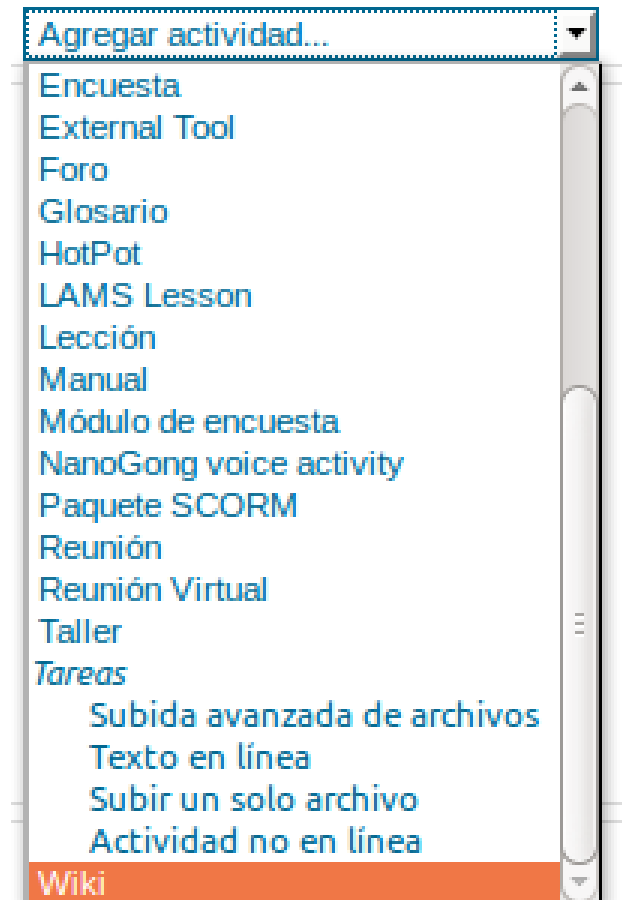 Agregar actividad...
Encuesta
External Tool
Foro
Glosario
HotPot
LAMS Lesson
Lección
Manual
Módulo de encuesta
NanoGong voice activity
Paquete SCORM
Reunión
Reunión Virtual
Taller
Tareas
Subida avanzada de archivos
Texto en línea
Subir un solo archivo
Actividad no en línea
Wiki